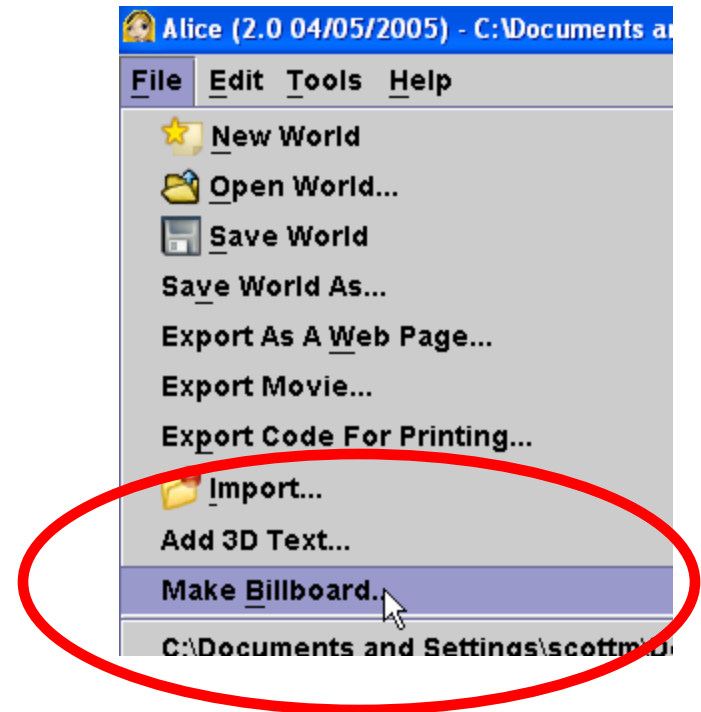 Alice (2.0 04/05/2005) - C:\Documents a
File Edit Tools Help
New World
Open World...
Save World
Save World As...
Export As A Web Page...
Export Movie...
Export Code For Printing...
Import...
Add 3D Text...
Make Billboard..
C:\Documents and Settings\scottm\D